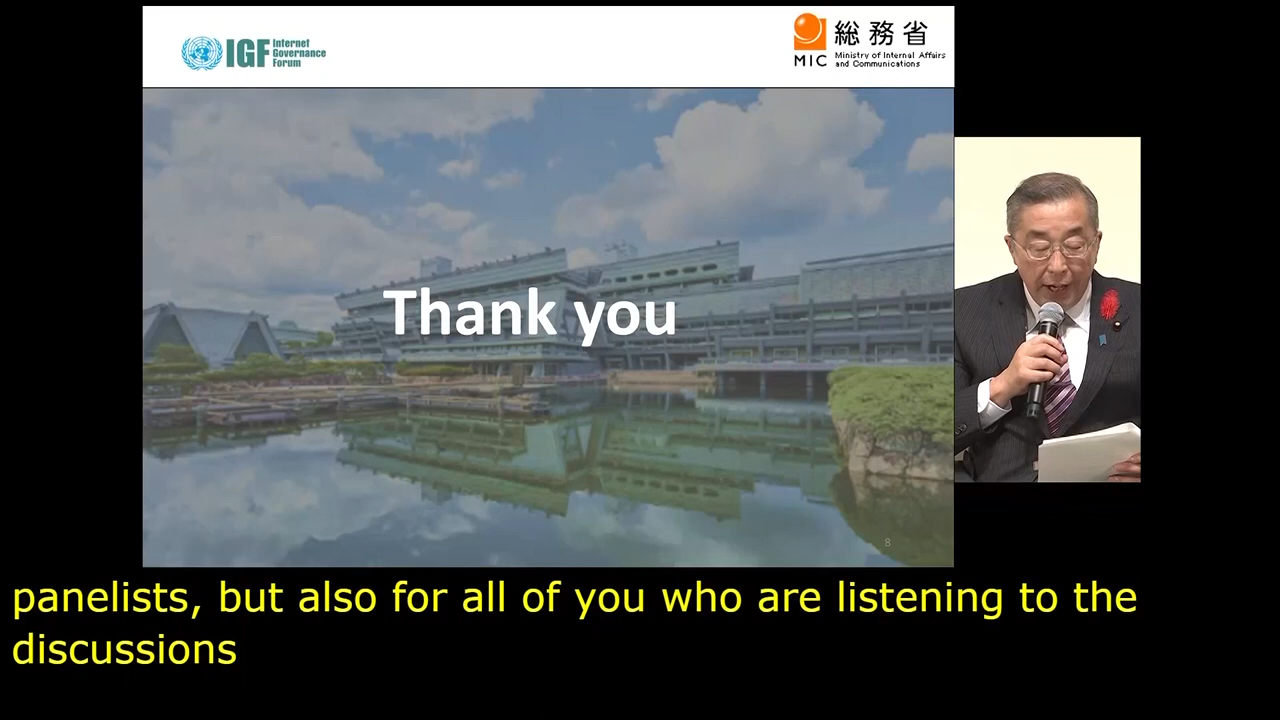 IGF Internet
Governance
Forum
総務省
MIC Ministry of Internal Affairs
and Communications
Thank you
8
panelists, but also for all of you who are listening to the
discussions